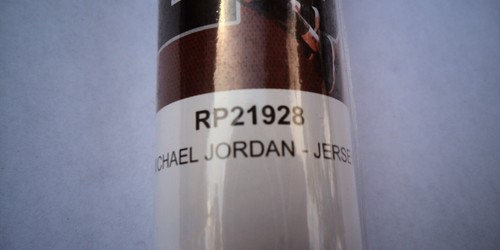 RP21928
ICHAEL JORDAN - JERSE